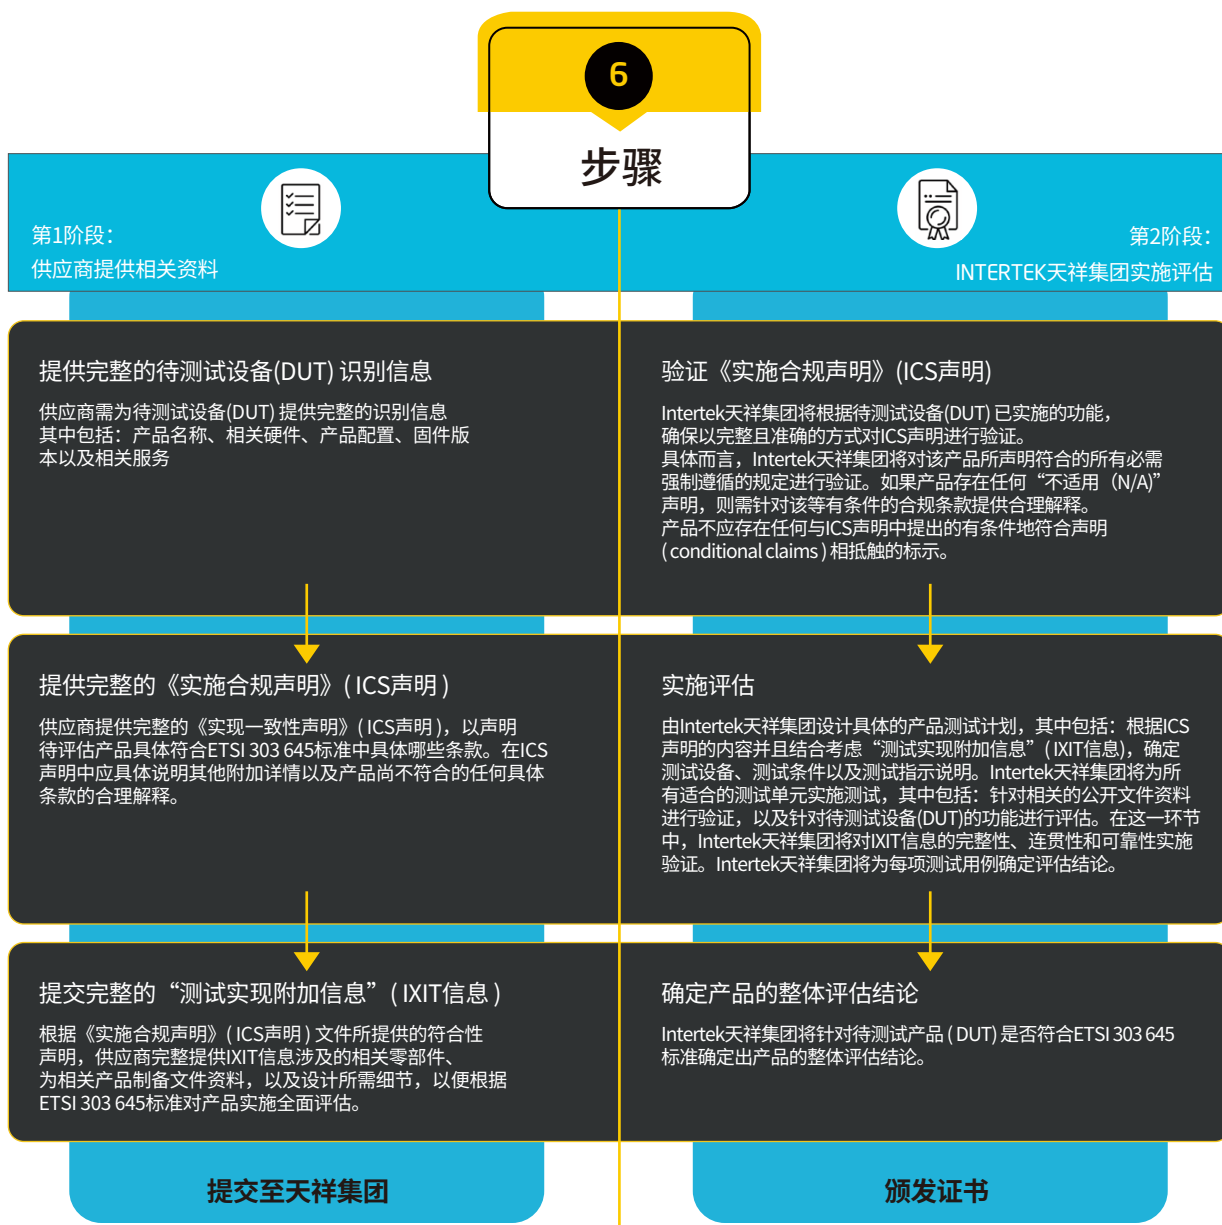 6
步骤
第1阶段：
供应商提供相关资料
提供完整的待测试设备(DUT) 识别信息
供应商需为待测试设备(DUT) 提供完整的识别信息
其中包括：产品名称、相关硬件、产品配置、固件版
本以及相关服务
提供完整的《实施合规声明》( ICS声明 )
供应商提供完整的《实现一致性声明》( ICS声明 )，以声明
待评估产品具体符合ETSI 303 645标准中具体哪些条款。在ICS
声明中应具体说明其他附加详情以及产品尚不符合的任何具体
条款的合理解释。
提交完整的“测试实现附加信息”( IXIT信息 )
根据《实施合规声明》( ICS声明 ) 文件所提供的符合性
声明，供应商完整提供IXIT信息涉及的相关零部件、
为相关产品制备文件资料，以及设计所需细节，以便根据
ETSI 303 645标准对产品实施全面评估。
提交至天祥集团
第2阶段：
INTERTEK天祥集团实施评估
验证《实施合规声明》(ICS声明)
Intertek天祥集团将根据待测试设备(DUT) 已实施的功能，
确保以完整且准确的方式对ICS声明进行验证。
具体而言，Intertek天祥集团将对该产品所声明符合的所有必需
强制遵循的规定进行验证。如果产品存在任何“不适用（N/A)”
声明，则需针对该等有条件的合规条款提供合理解释。
产品不应存在任何与ICS声明中提出的有条件地符合声明
( conditional claims ) 相抵触的标示。
实施评估
由Intertek天祥集团设计具体的产品测试计划，其中包括：根据ICS
声明的内容并且结合考虑“测试实现附加信息”( IXIT信息)，确定
测试设备、测试条件以及测试指示说明。Intertek天祥集团将为所
有适合的测试单元实施测试，其中包括：针对相关的公开文件资料
进行验证，以及针对待测试设备(DUT)的功能进行评估。在这一环节
中，Intertek天祥集团将对IXIT信息的完整性、连贯性和可靠性实施
验证。Intertek天祥集团将为每项测试用例确定评估结论。
确定产品的整体评估结论
Intertek天祥集团将针对待测试产品 ( DUT) 是否符合ETSI 303 645
标准确定出产品的整体评估结论。
颁发证书